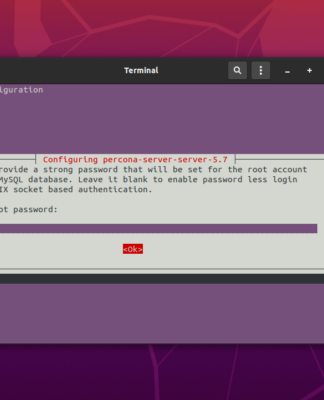 Terminal
iguration
Configuring percona-server-server-5.7
rovide a strong password that will be set for the root account
MySQL database. Leave it blank to enable password less login
IX socket based authentication.
ot password:
<Ok>